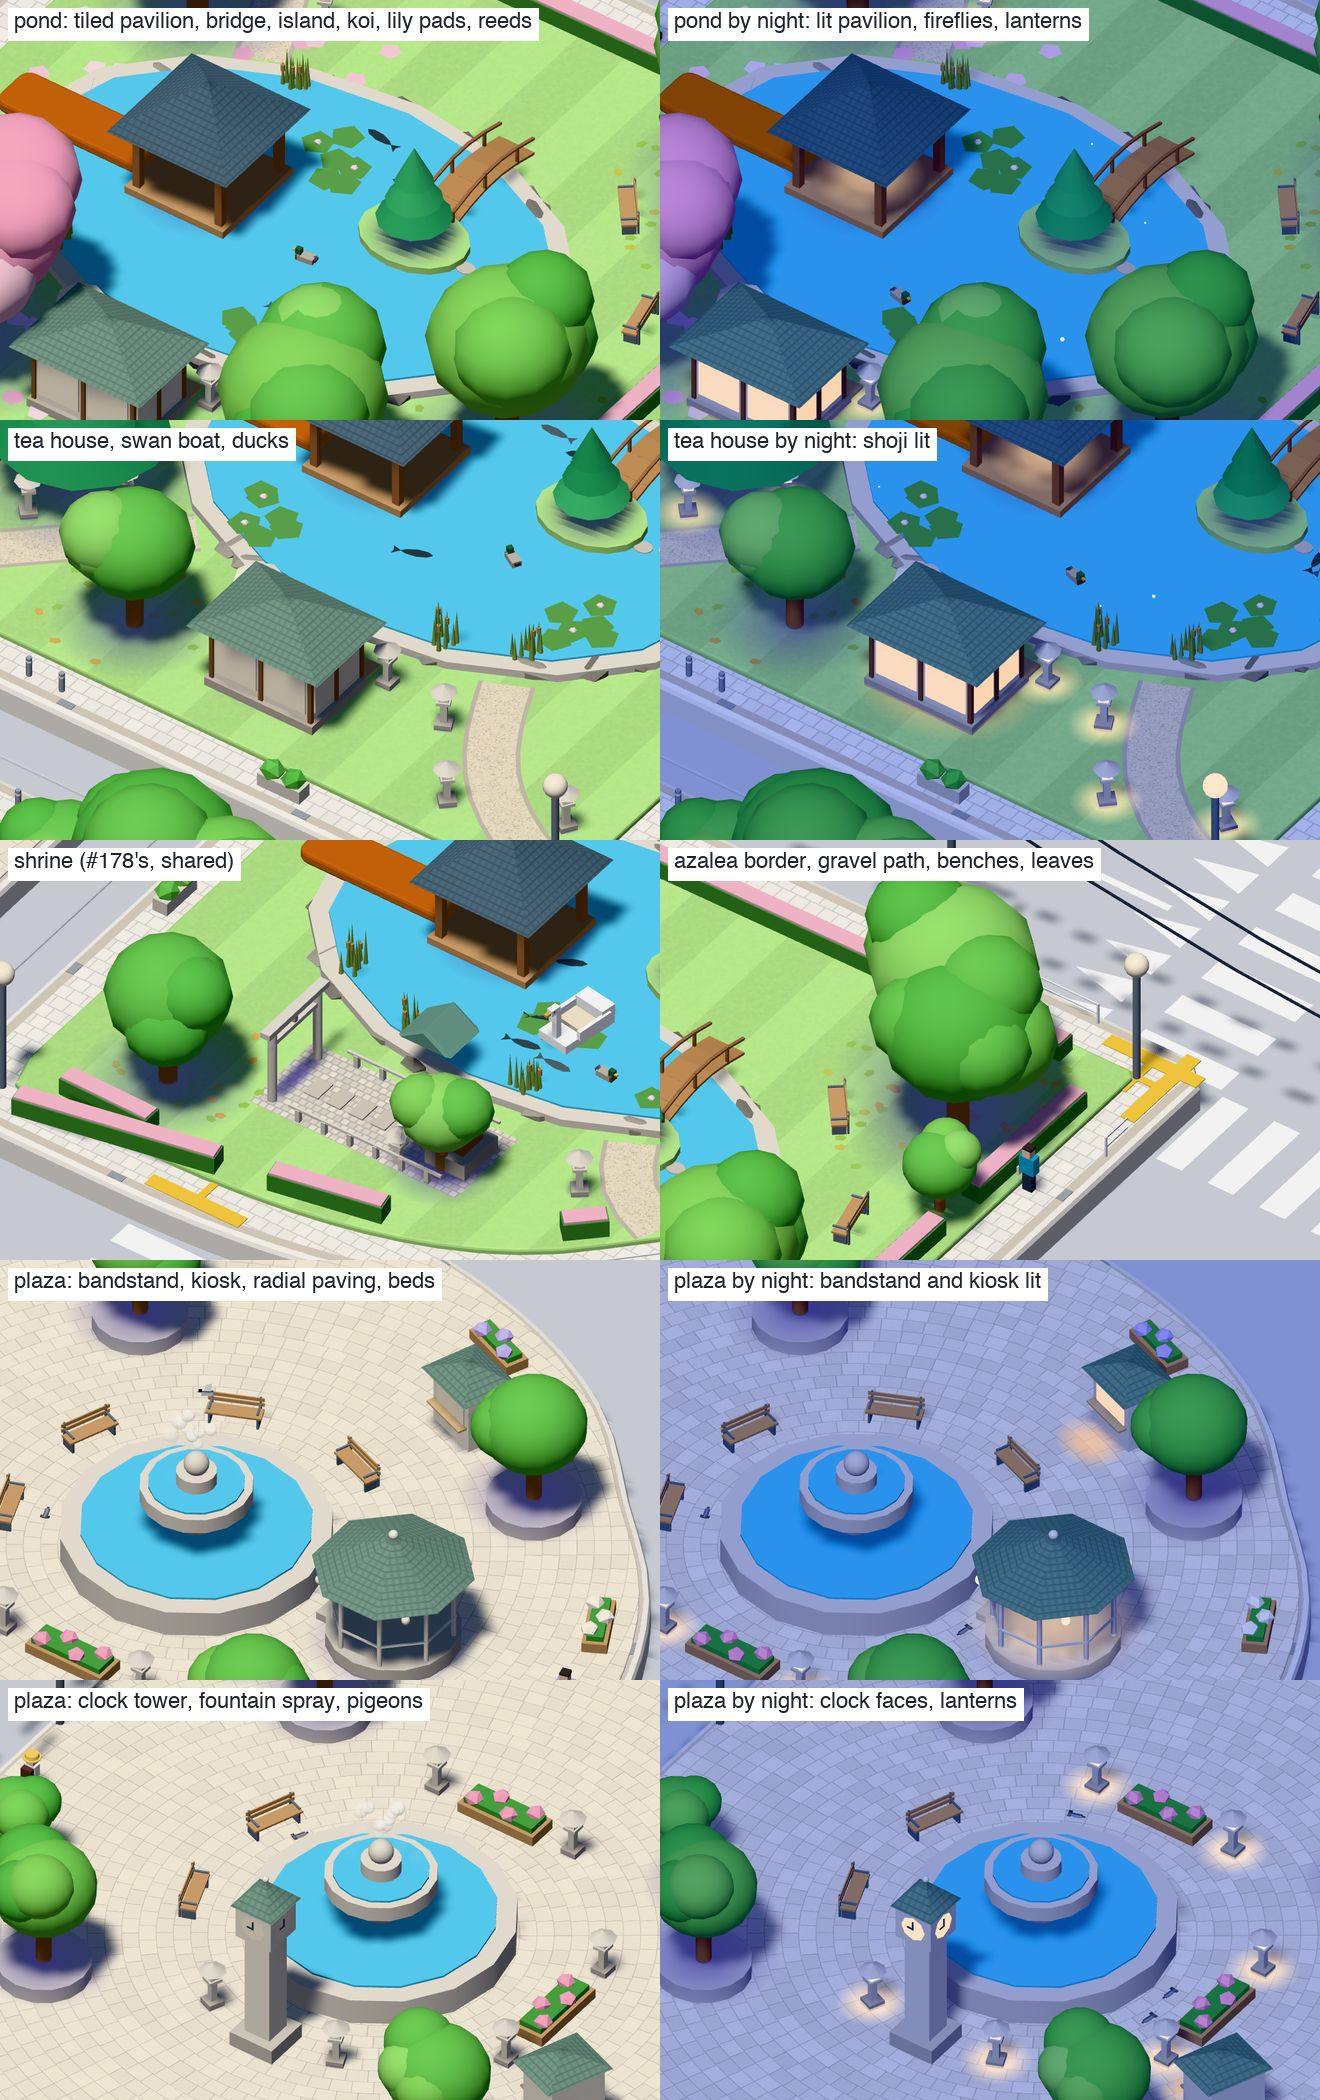 pond: tiled pavilion, bridge, island, koi, lily pads, reeds
pond by night: lit pavilion, fireflies, lanterns
tea house, swan boat, ducks
tea house by night: shoji lit
shrine (#178's, shared)
azalea border, gravel path, benches, leaves
plaza: bandstand, kiosk, radial paving, beds
plaza by night: bandstand and kiosk lit
plaza: clock tower, fountain spray, pigeons
plaza by night: clock faces, lanterns